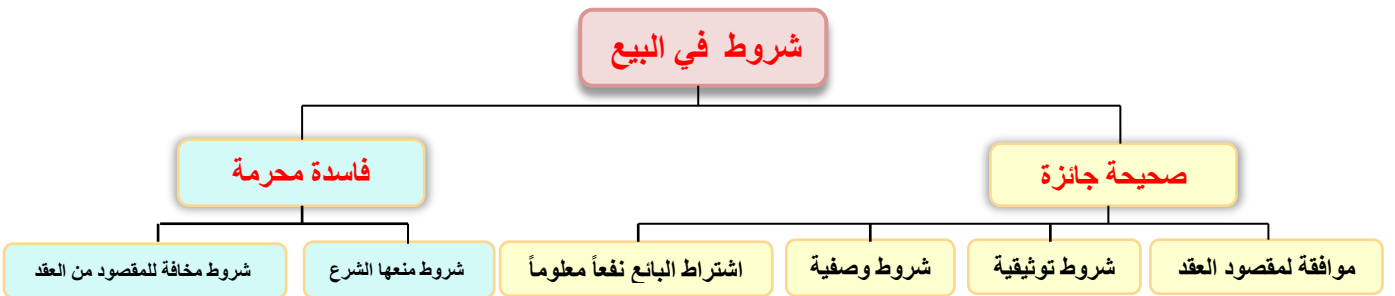 شروط في البيع
صحيحة جائزة
فاسدة محرمة
موافقة لمقصود العقد
شروط توثيقية
شروط وصفية
اشتراط البائع نفعاً معلوماً
شروط منعها الشرع
شروط مخافة للمقصود من العقد